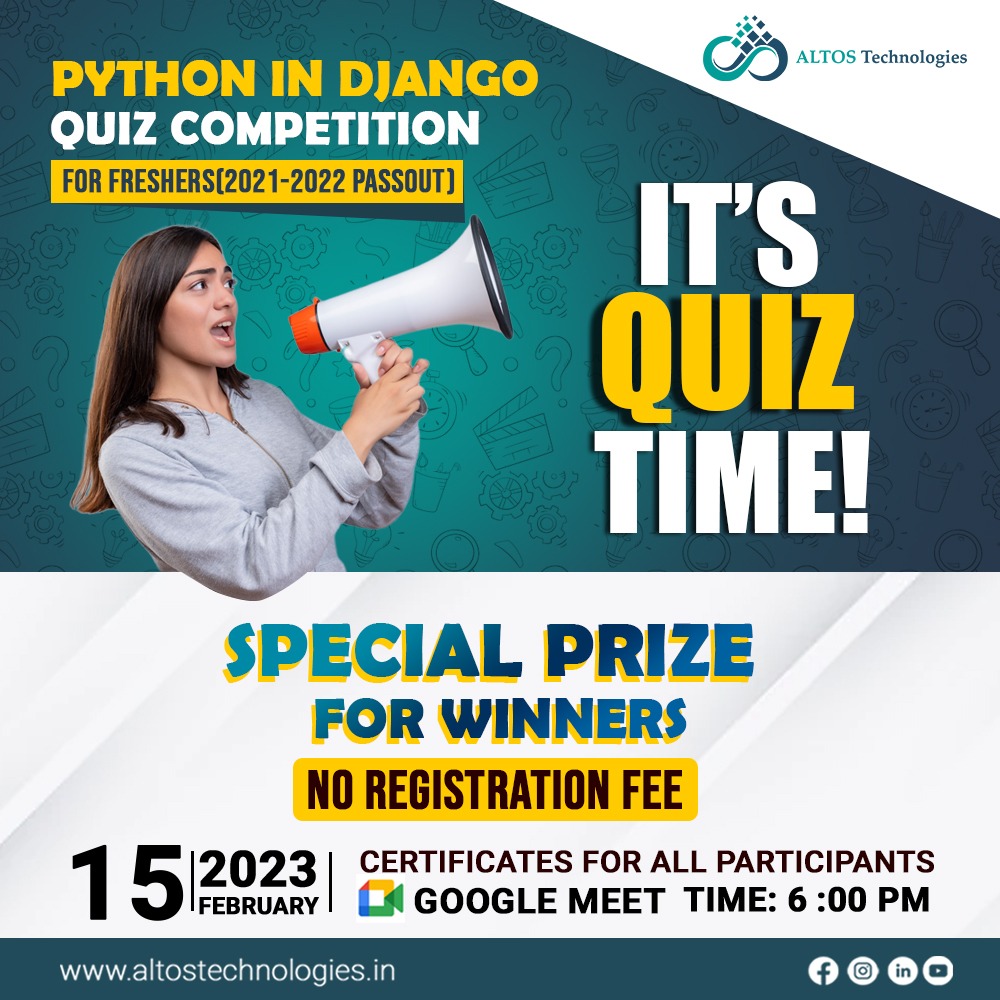 ALTOS Technologies
PYTHON IN DJANGO
QUIZ COMPETITION
FOR FRESHERS(2021-2022 PASSOUT)
IT'S
QUIZ
TIME!
SPECIAL PRIZE
FOR WINNERS
NO REGISTRATION FEE
15
2023
FEBRUARY
CERTIFICATES FOR ALL PARTICIPANTS
GOOGLE MEET TIME: 6 :00 PM
www.altostechnologies.in